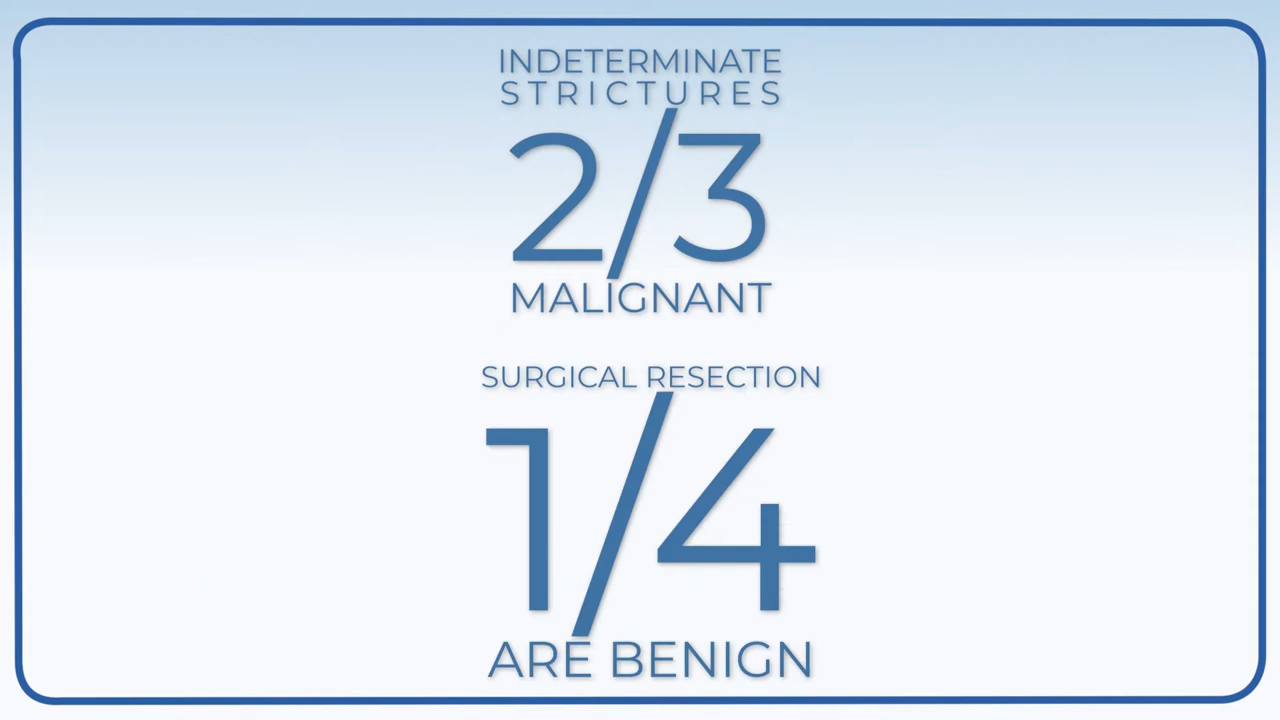 INDETERMINATE
STRICTURES
2/3
MALIGNANT
SURGICAL RESECTION
1/4
ARE BENIGN